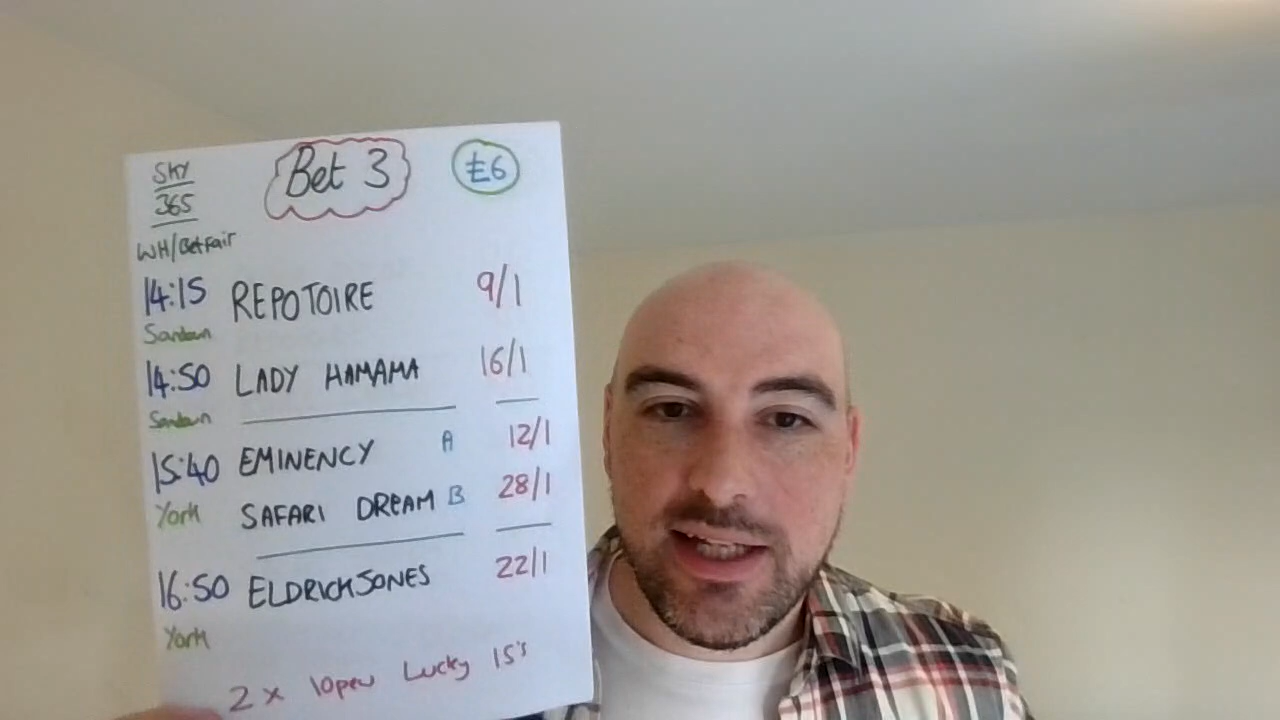 SKY
365
WH/Betfair
Bet 3
£6
14:15 REPOTOIRE 9/1
Sandown
14:50 LADY HAMAMA 16/1
Sandown
15:40 EMINENCY A 12/1
York SAFARI DREAM B 28/1
16:50 ELDRICKJONES 22/1
York
2 x 10p ew Lucky 15's